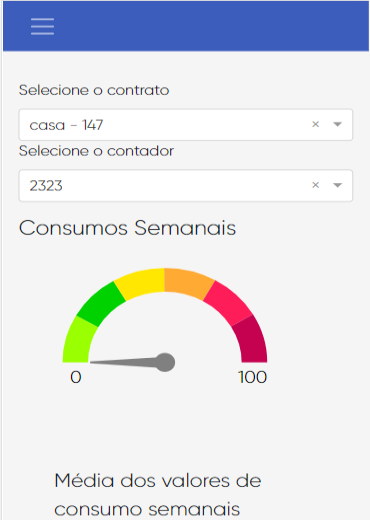 Selecione o contrato
casa - 147
Selecione o contador
2323
Consumos Semanais
0 100
Média dos valores de
consumo semanais